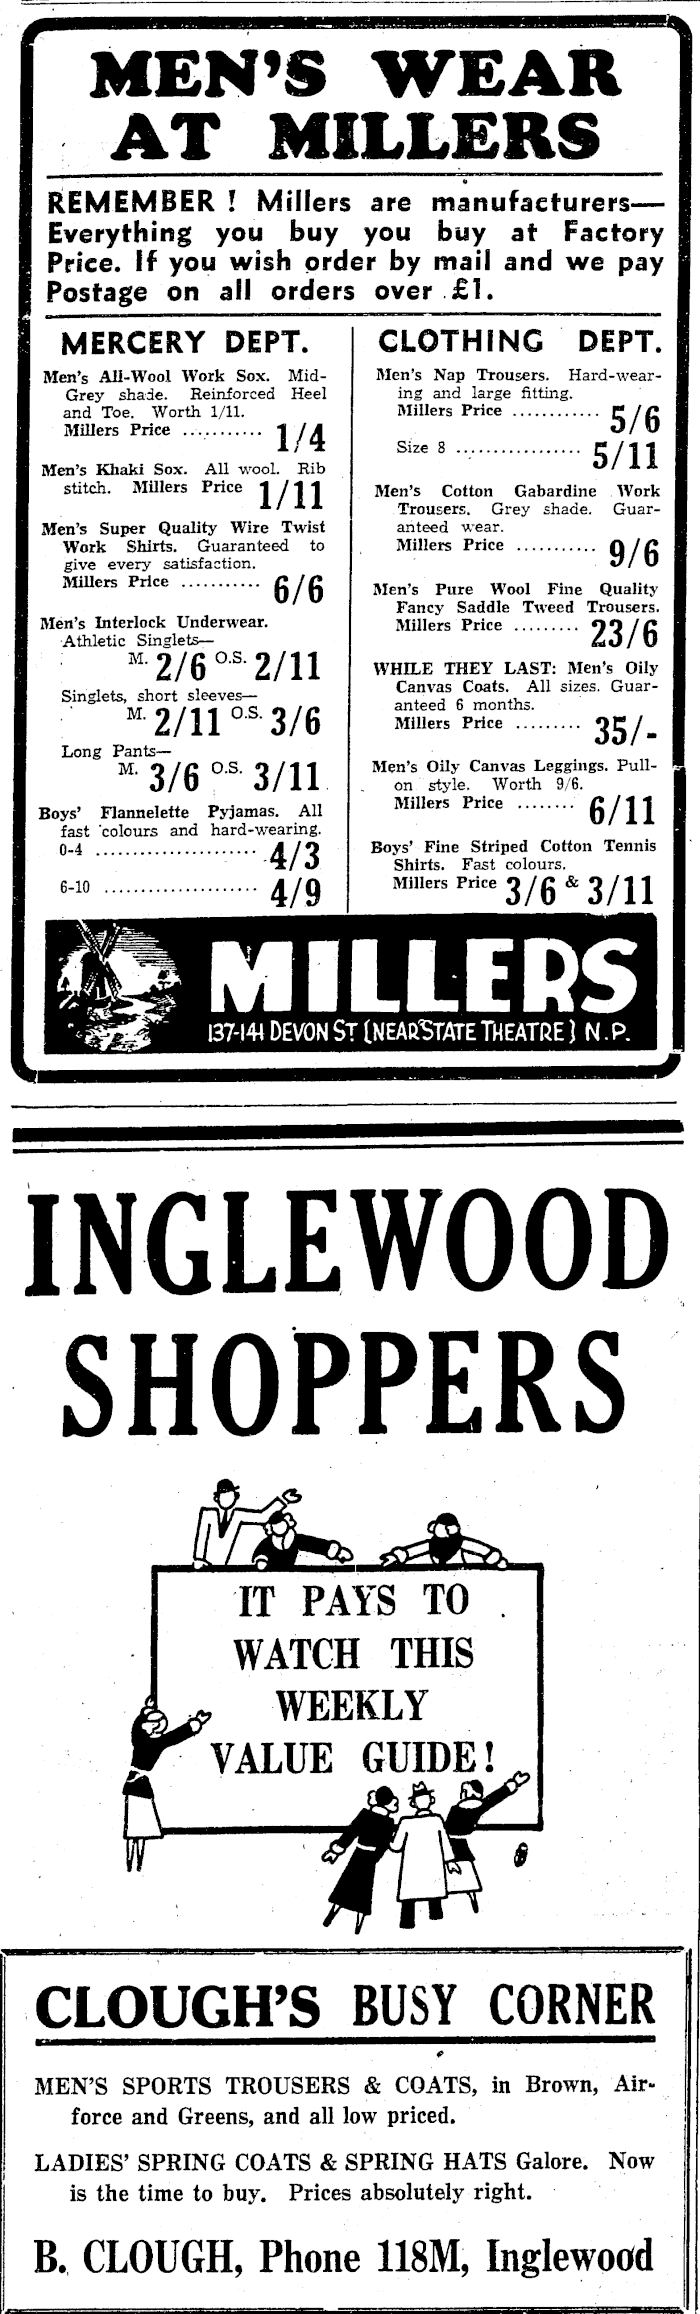 MEN'S WEAR
AT MILLERS
REMEMBER ! Millers are manufacturers—
Everything you buy you buy at Factory
Price. If you wish order by mail and we pay
Postage on all orders over £1.
MERCERY DEPT.
Men's All-Wool Work Sox. Mid-
Grey shade. Reinforced Heel
and Toe. Worth 1/11.
Millers Price ........... 1/4
Men's Khaki Sox. All wool. Rib
stitch. Millers Price 1/11
Men's Super Quality Wire Twist
Work Shirts. Guaranteed to
give every satisfaction.
Millers Price ........... 6/6
Men's Interlock Underwear.
Athletic Singlets—
M. 2/6 O.S. 2/11
Singlets, short sleeves—
M. 2/11 O.S. 3/6
Long Pants—
M. 3/6 O.S. 3/11
Boys' Flannelette Pyjamas. All
fast colours and hard-wearing.
0-4 ...................... 4/3
6-10 ..................... 4/9
CLOTHING DEPT.
Men's Nap Trousers. Hard-wear-
ing and large fitting.
Millers Price ............ 5/6
Size 8 ................. 5/11
Men's Cotton Gabardine Work
Trousers. Grey shade. Guar-
anteed wear.
Millers Price ........... 9/6
Men's Pure Wool Fine Quality
Fancy Saddle Tweed Trousers.
Millers Price ......... 23/6
WHILE THEY LAST: Men's Oily
Canvas Coats. All sizes. Guar-
anteed 6 months.
Millers Price ......... 35/-
Men's Oily Canvas Leggings. Pull-
on style. Worth 9/6.
Millers Price ........ 6/11
Boys' Fine Striped Cotton Tennis
Shirts. Fast colours.
Millers Price 3/6 & 3/11
MILLERS
137-141 DEVON ST (NEAR STATE THEATRE) N.P.
INGLEWOOD
SHOPPERS
IT PAYS TO
WATCH THIS
WEEKLY
VALUE GUIDE!
CLOUGH'S BUSY CORNER
MEN'S SPORTS TROUSERS & COATS, in Brown, Air-
force and Greens, and all low priced.
LADIES' SPRING COATS & SPRING HATS Galore. Now
is the time to buy. Prices absolutely right.
B. CLOUGH, Phone 118M, Inglewood